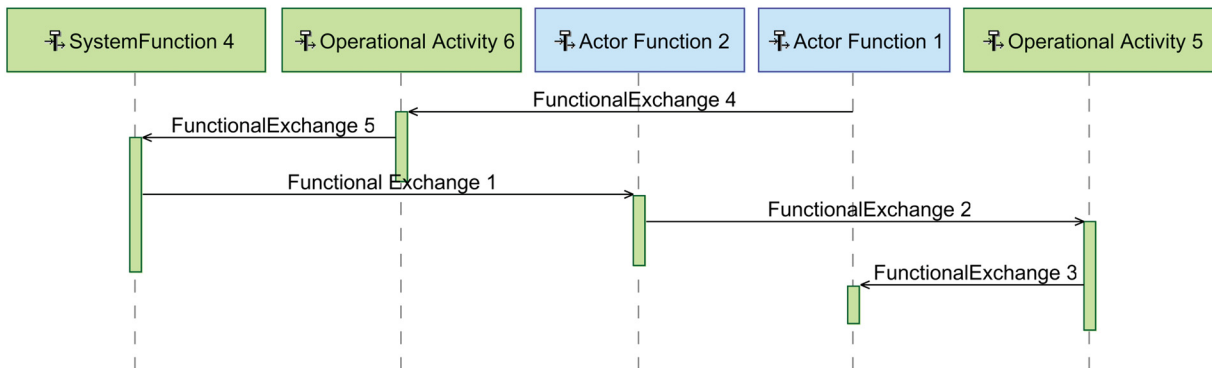 SystemFunction 4
Operational Activity 6
Actor Function 2
Actor Function 1
Operational Activity 5
FunctionalExchange 4
FunctionalExchange 5
Functional Exchange 1
FunctionalExchange 2
FunctionalExchange 3